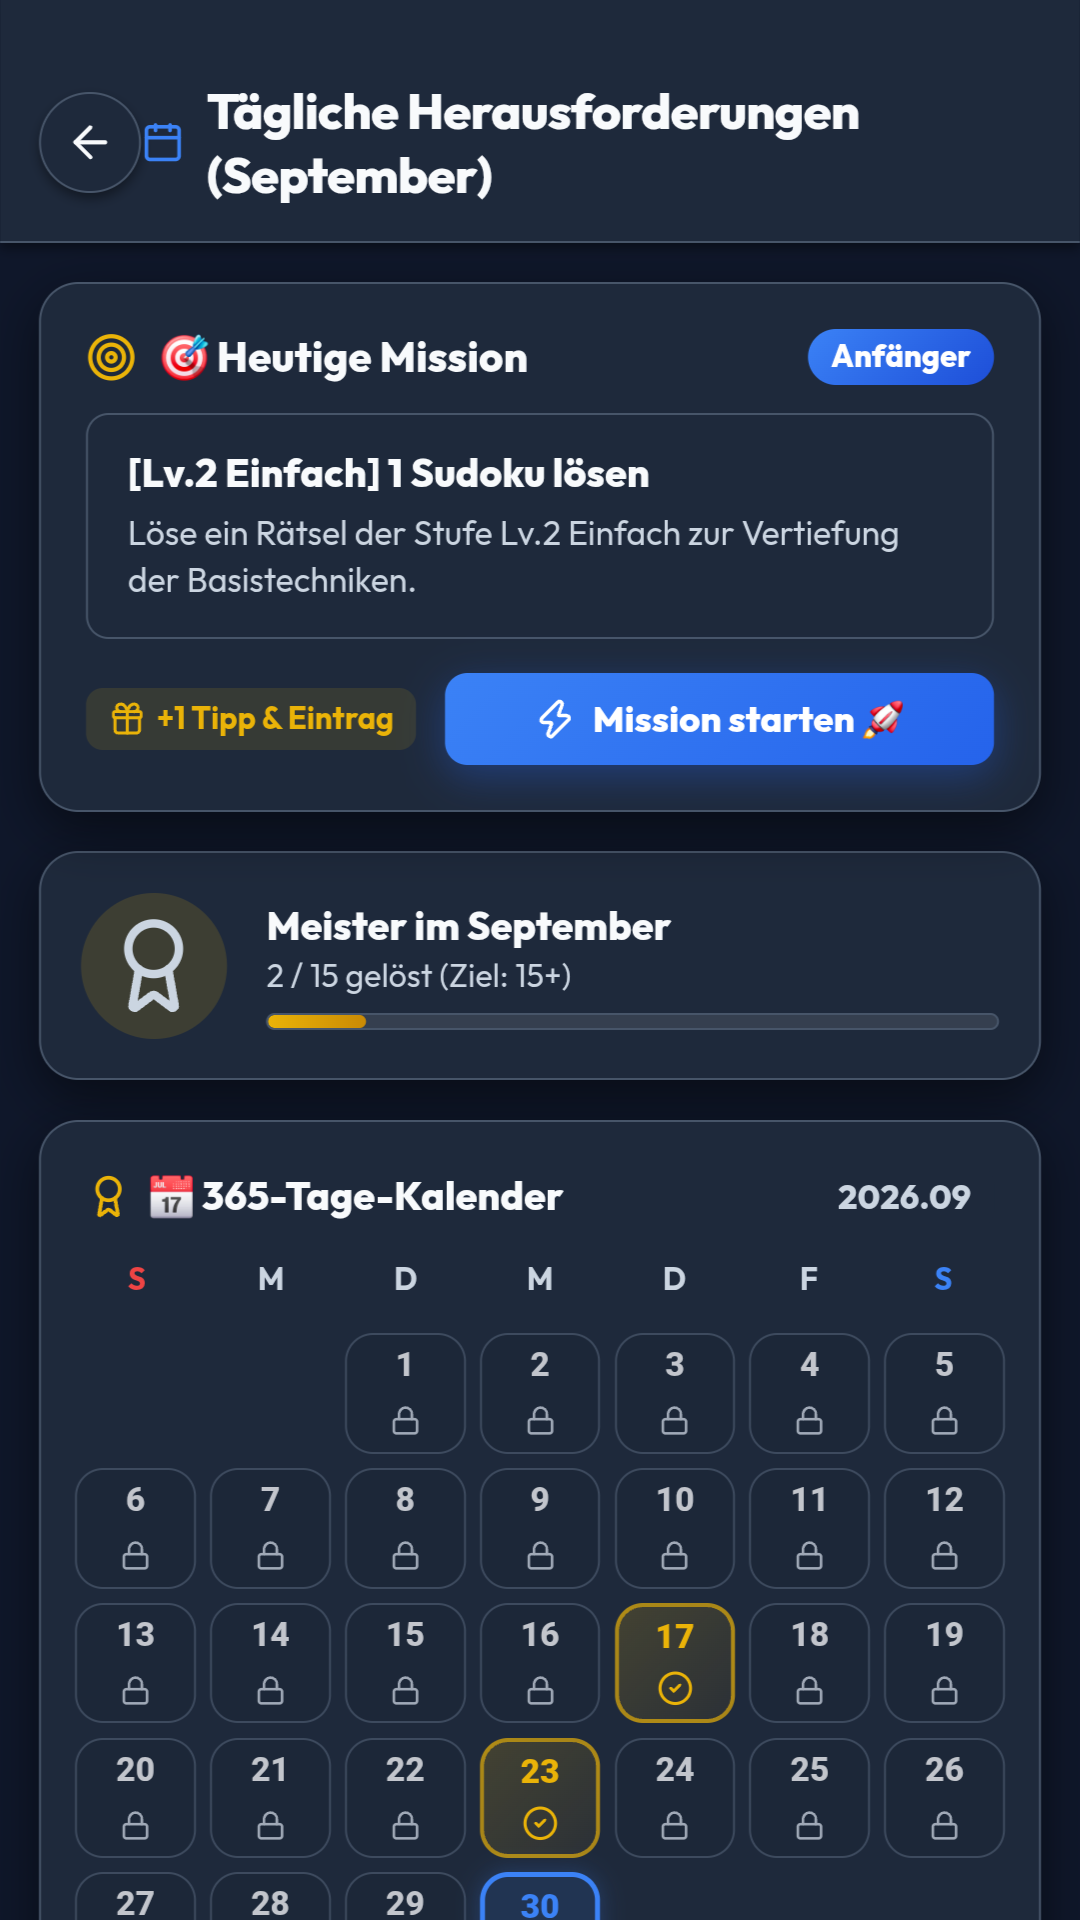 Tägliche Herausforderungen
(September)
Heutige Mission
Anfänger
[Lv.2 Einfach] 1 Sudoku lösen
Löse ein Rätsel der Stufe Lv.2 Einfach zur Vertiefung
der Basistechniken.
+1 Tipp & Eintrag
Mission starten
Meister im September
2 / 15 gelöst (Ziel: 15+)
365-Tage-Kalender
2026.09
S M D M D F S
1 2 3 4 5
6 7 8 9 10 11 12
13 14 15 16 17 18 19
20 21 22 23 24 25 26
27 28 29 30